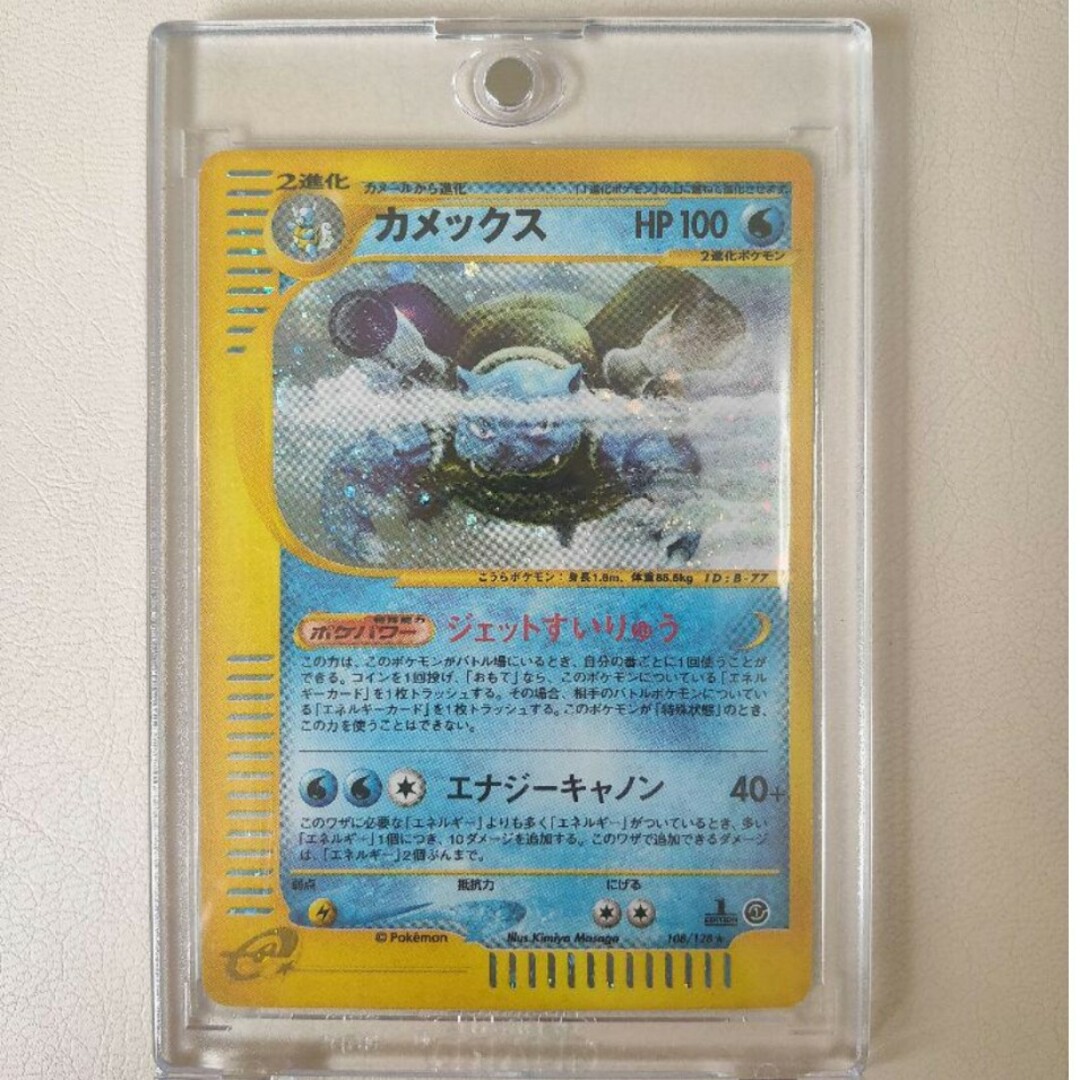 2進化
カメールから進化
「1進化ポケモン」の上に重ねて進化させます
カメックス HP 100
2進化ポケモン
こうらポケモン：身長1.6m、体重85.5kg ID：B-77
特殊能力
ポケパワー ジェットすいりゅう
この力は、このポケモンがバトル場にいるとき、自分の番ごとに1回使うことが
できる。コインを1回投げ、「おもて」なら、このポケモンについている「エネル
ギーカード」を1枚トラッシュする。その場合、相手のバトルポケモンについてい
る「エネルギーカード」を1枚トラッシュする。このポケモンが「特殊状態」のとき、
この力を使うことはできない。
エナジーキャノン 40+
このワザに必要な「エネルギー」よりも多く「エネルギー」がついているとき、多い
「エネルギー」1個につき、10ダメージを追加する。このワザで追加できるダメージ
は、「エネルギー」2個ぶんまで。
弱点 抵抗力 にげる
1
EDITION
© Pokémon Illus.Kimiya Masago 108/128 ★
e